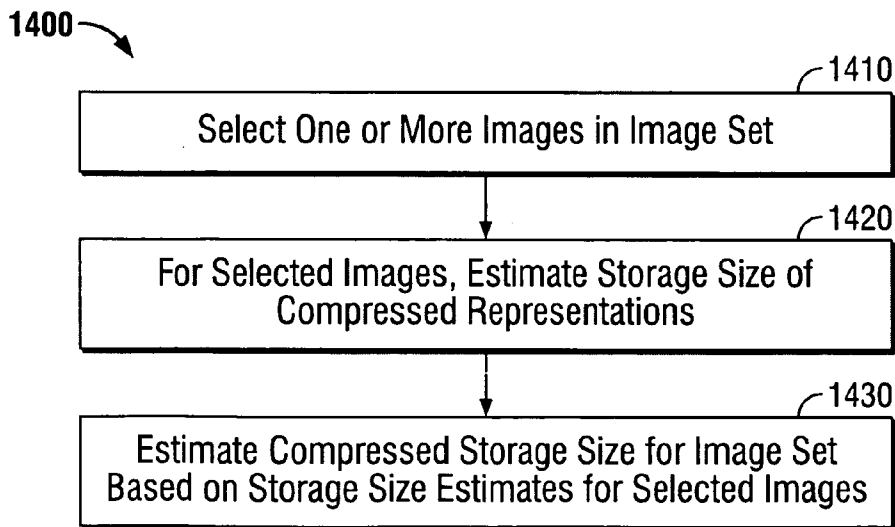 1400
1410
Select One or More Images in Image Set
1420
For Selected Images, Estimate Storage Size of
Compressed Representations
1430
Estimate Compressed Storage Size for Image Set
Based on Storage Size Estimates for Selected Images